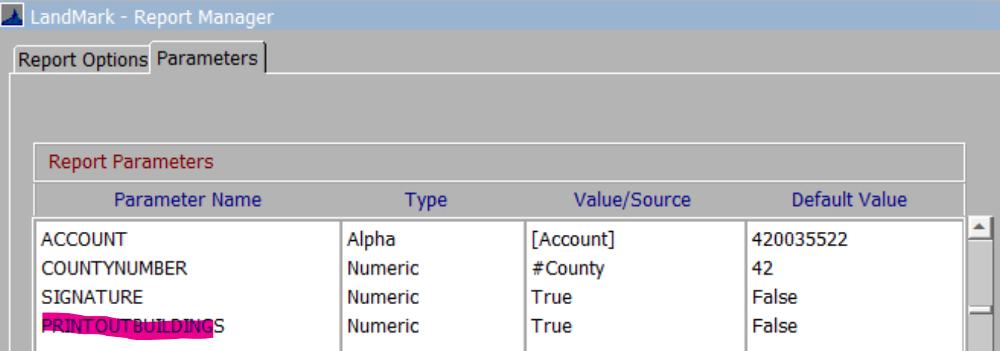 LandMark - Report Manager
Report Options Parameters
Report Parameters
Parameter Name Type Value/Source Default Value
ACCOUNT Alpha [Account] 420035522
COUNTYNUMBER Numeric #County 42
SIGNATURE Numeric True False
PRINTOUTBUILDINGS Numeric True False